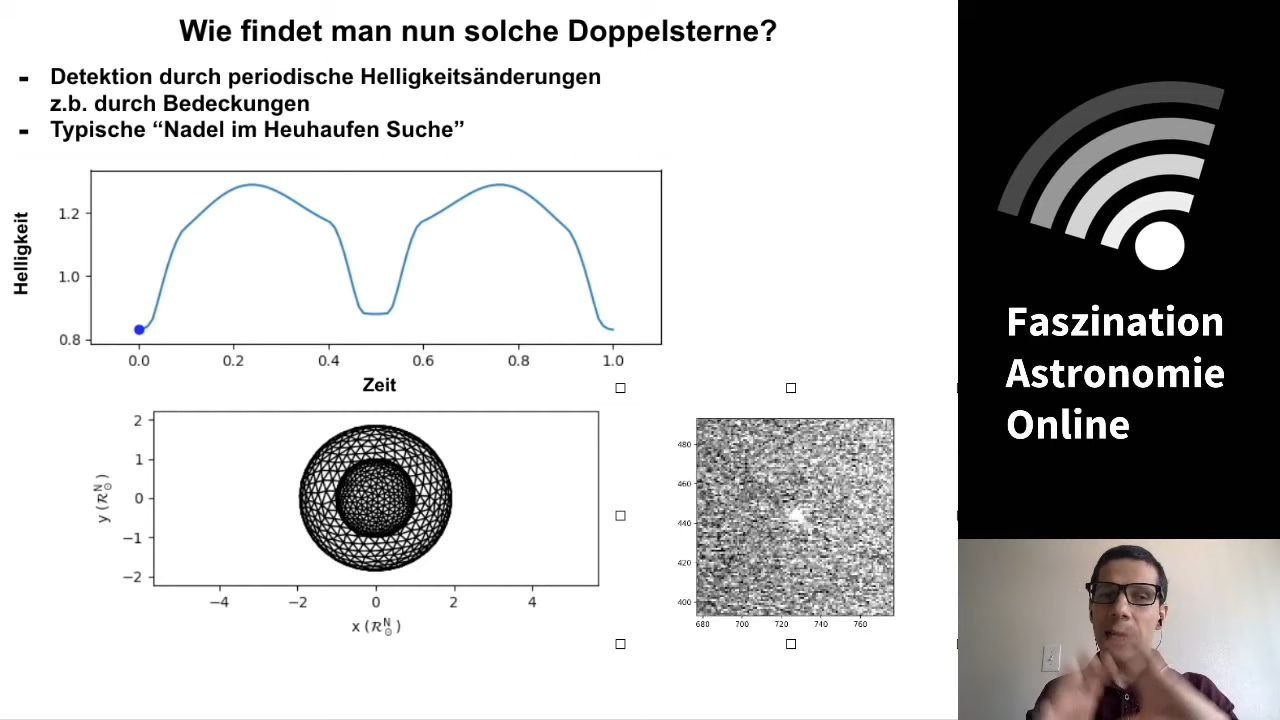 Wie findet man nun solche Doppelsterne?
- Detektion durch periodische Helligkeitsänderungen
z.b. durch Bedeckungen
- Typische “Nadel im Heuhaufen Suche”
Helligkeit
1.2
1.0
0.8
0.0 0.2 0.4 0.6 0.8 1.0
Zeit
y (R☉N)
2
1
0
−1
−2
−4 −2 0 2 4
x (R☉N)
480
460
440
420
400
680 700 720 740 760
Faszination
Astronomie
Online